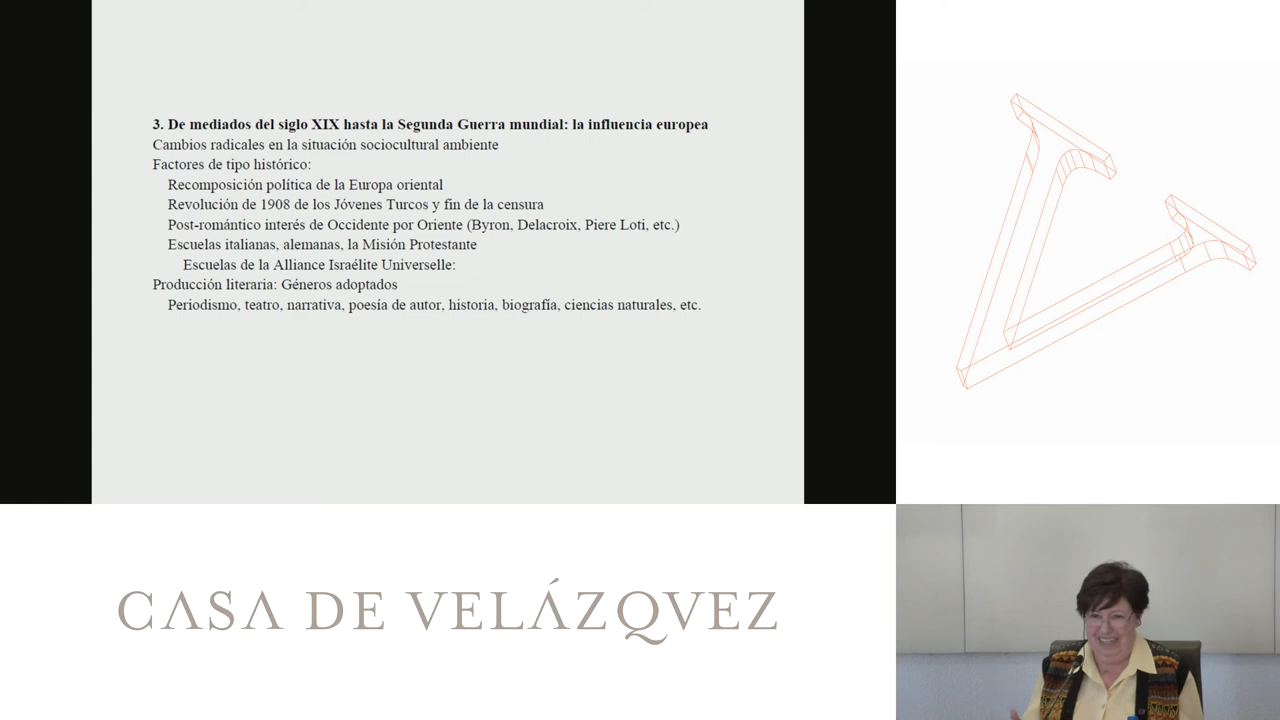 3. De mediados del siglo XIX hasta la Segunda Guerra mundial: la influencia europea
Cambios radicales en la situación sociocultural ambiente
Factores de tipo histórico:
Recomposición política de la Europa oriental
Revolución de 1908 de los Jóvenes Turcos y fin de la censura
Post-romántico interés de Occidente por Oriente (Byron, Delacroix, Piere Loti, etc.)
Escuelas italianas, alemanas, la Misión Protestante
Escuelas de la Alliance Israélite Universelle:
Producción literaria: Géneros adoptados
Periodismo, teatro, narrativa, poesía de autor, historia, biografía, ciencias naturales, etc.
CASA DE VELÁZQVEZ